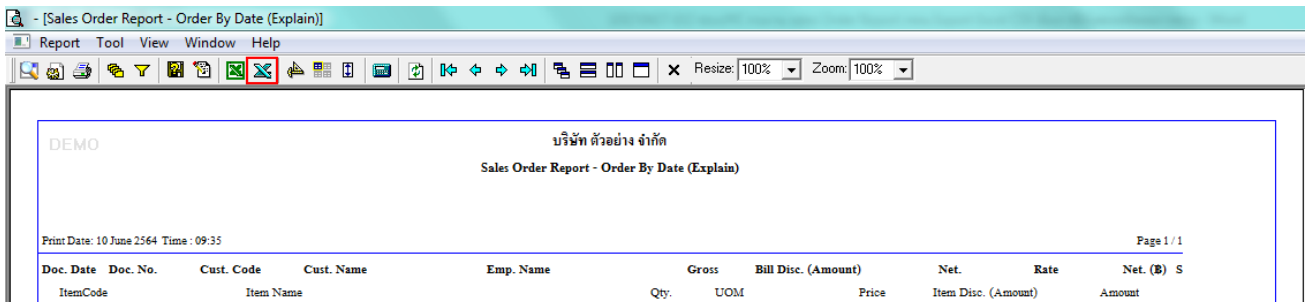 - [Sales Order Report - Order By Date (Explain)]
Report Tool View Window Help
Resize: 100% Zoom: 100%
DEMO
บริษัท ตัวอย่าง จำกัด
Sales Order Report - Order By Date (Explain)
Print Date: 10 June 2564 Time : 09:35 Page 1 / 1
Doc. Date Doc. No. Cust. Code Cust. Name Emp. Name Gross Bill Disc. (Amount) Net. Rate Net. (฿) S
ItemCode Item Name Qty. UOM Price Item Disc. (Amount) Amount